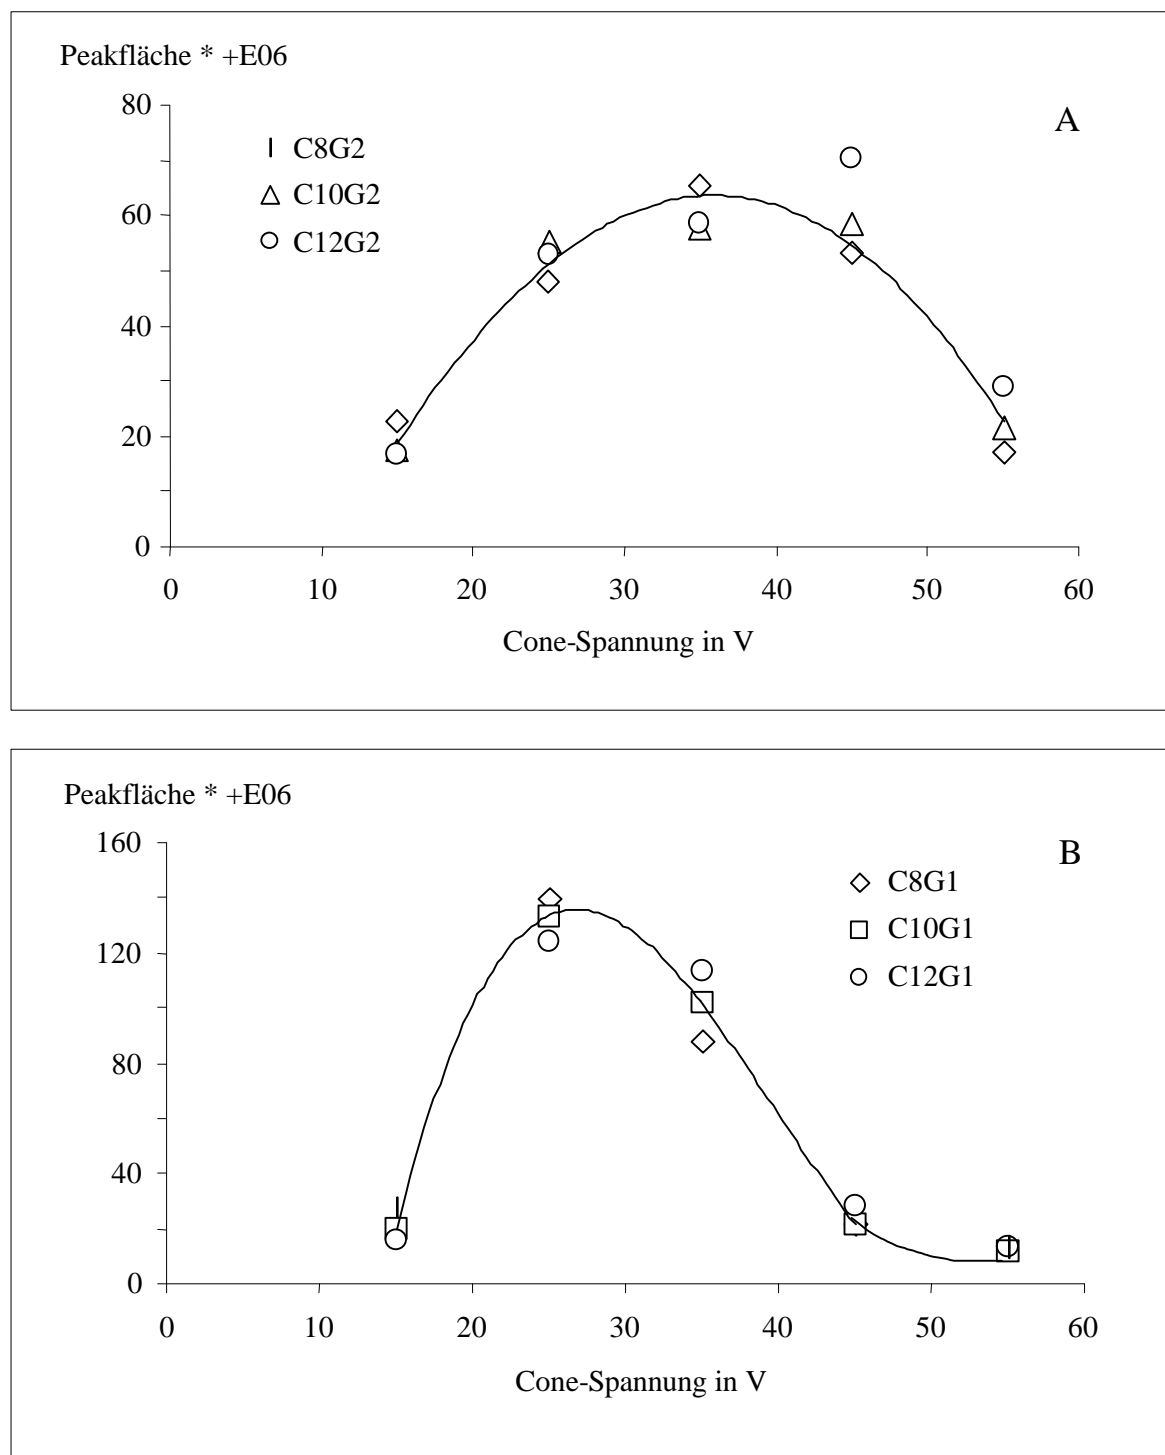 Peakfläche * +E06
A
80
60
40
20
0
C8G2
C10G2
C12G2
0 10 20 30 40 50 60
Cone-Spannung in V
Peakfläche * +E06
B
160
120
80
40
0
C8G1
C10G1
C12G1
0 10 20 30 40 50 60
Cone-Spannung in V